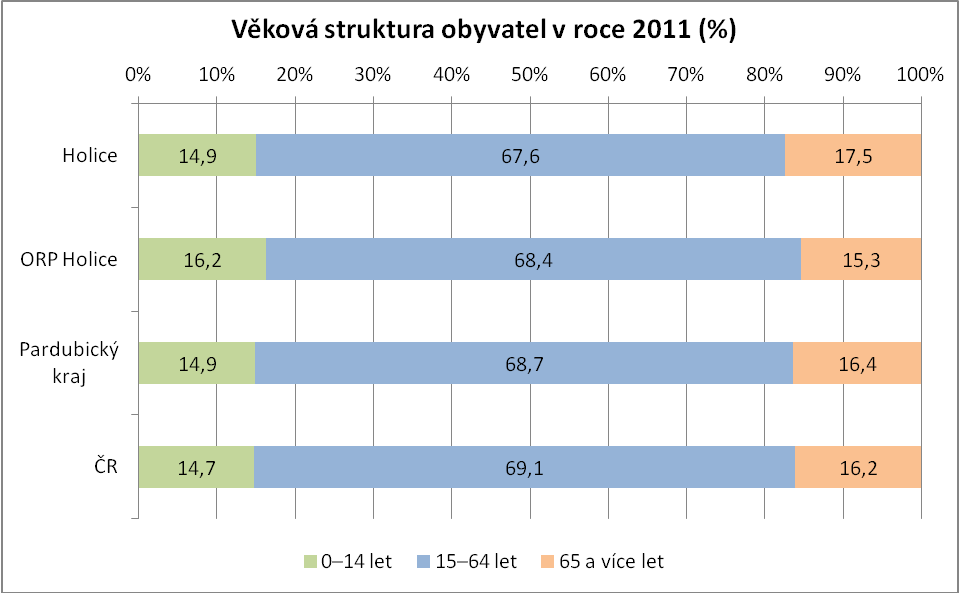 Věková struktura obyvatel v roce 2011 (%)
0% 10% 20% 30% 40% 50% 60% 70% 80% 90% 100%
Holice 14,9 67,6 17,5
ORP Holice 16,2 68,4 15,3
Pardubický
kraj 14,9 68,7 16,4
ČR 14,7 69,1 16,2
0–14 let 15–64 let 65 a více let